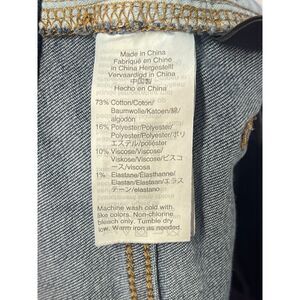 Made in China
Fabriqué en Chine
in China Hergestellt
Vervaardigd in China
中国製
Hecho en China
73% Cotton/Coton/
Baumwolle/Katoen/綿/
algodón
16% Polyester/Polyester/
Polyester/Polyester/ポリ
エステル/poliéster
10% Viscose/Viscose/
Viskose/Viscose/ビスコ
ース/viscosa
1% Elastane/Élasthanne/
Elastan/Elasteen/エラス
テーン/elastano
Machine wash cold with
like colors. Non-chlorine
bleach only. Tumble dry
low. Warm iron as needed.